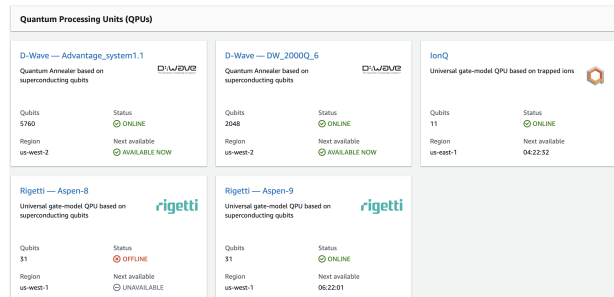 Quantum Processing Units (QPUs)
D-Wave — Advantage_system1.1
Quantum Annealer based on
superconducting qubits
D:\WAVE
Qubits
5760
Status
ONLINE
Region
us-west-2
Next available
AVAILABLE NOW
D-Wave — DW_2000Q_6
Quantum Annealer based on
superconducting qubits
D:\WAVE
Qubits
2048
Status
ONLINE
Region
us-west-2
Next available
AVAILABLE NOW
IonQ
Universal gate-model QPU based on trapped ions
Qubits
11
Status
ONLINE
Region
us-east-1
Next available
04:22:32
Rigetti — Aspen-8
Universal gate-model QPU based on
superconducting qubits
rigetti
Qubits
31
Status
OFFLINE
Region
us-west-1
Next available
UNAVAILABLE
Rigetti — Aspen-9
Universal gate-model QPU based on
superconducting qubits
rigetti
Qubits
31
Status
ONLINE
Region
us-west-1
Next available
06:22:01